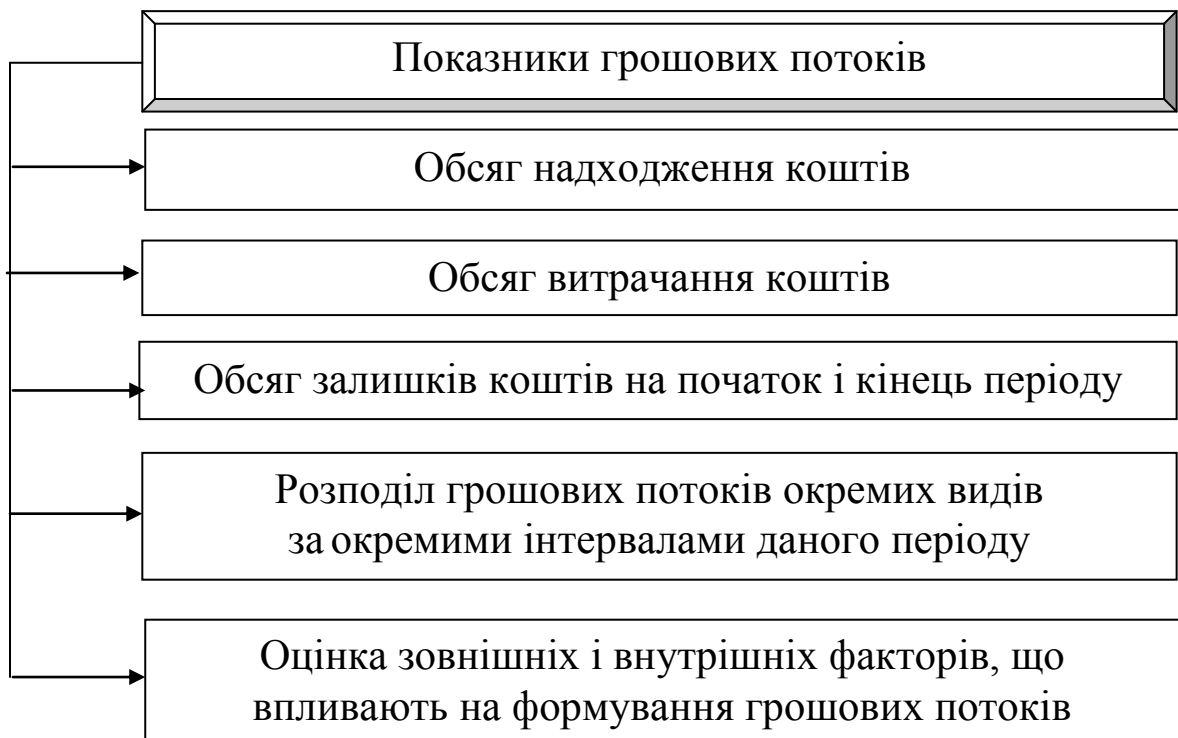 Показники грошових потоків
Обсяг надходження коштів
Обсяг витрачання коштів
Обсяг залишків коштів на початок і кінець періоду
Розподіл грошових потоків окремих видів
за окремими інтервалами даного періоду
Оцінка зовнішніх і внутрішніх факторів, що
впливають на формування грошових потоків